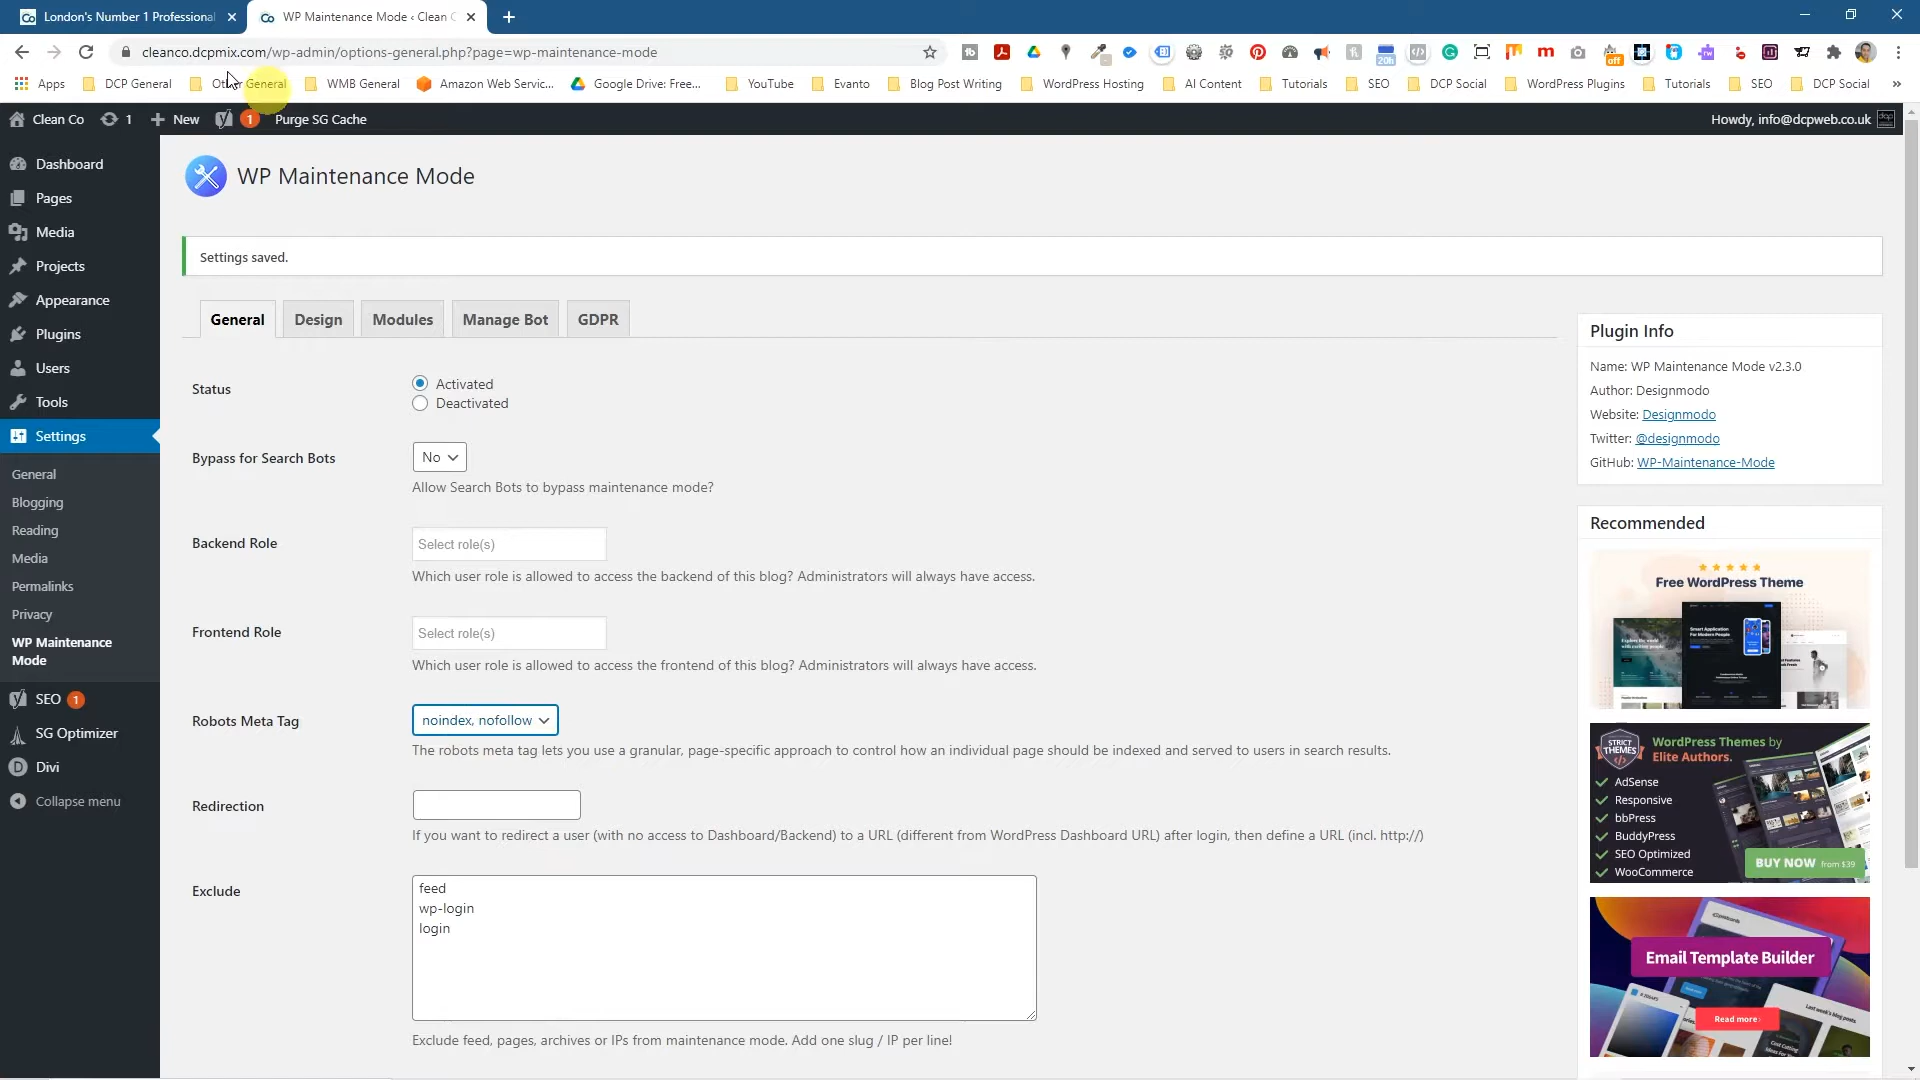 London's Number 1 Professional
WP Maintenance Mode ‹ Clean C
cleanco.dcpmix.com/wp-admin/options-general.php?page=wp-maintenance-mode
20h
off
Apps
DCP General
Other General
WMB General
Amazon Web Servic...
Google Drive: Free...
YouTube
Evanto
Blog Post Writing
WordPress Hosting
AI Content
Tutorials
SEO
DCP Social
WordPress Plugins
Tutorials
SEO
DCP Social
»
Clean Co
1
New
1
Purge SG Cache
Howdy, info@dcpweb.co.uk
Dashboard
Pages
Media
Projects
Appearance
Plugins
Users
Tools
Settings
General
Blogging
Reading
Media
Permalinks
Privacy
WP Maintenance
Mode
SEO 1
SG Optimizer
Divi
Collapse menu
WP Maintenance Mode
Settings saved.
General
Design
Modules
Manage Bot
GDPR
Status
Activated
Deactivated
Bypass for Search Bots
No
Allow Search Bots to bypass maintenance mode?
Backend Role
Select role(s)
Which user role is allowed to access the backend of this blog? Administrators will always have access.
Frontend Role
Select role(s)
Which user role is allowed to access the frontend of this blog? Administrators will always have access.
Robots Meta Tag
noindex, nofollow
The robots meta tag lets you use a granular, page-specific approach to control how an individual page should be indexed and served to users in search results.
Redirection
If you want to redirect a user (with no access to Dashboard/Backend) to a URL (different from WordPress Dashboard URL) after login, then define a URL (incl. http://)
Exclude
feed
wp-login
login
Exclude feed, pages, archives or IPs from maintenance mode. Add one slug / IP per line!
Plugin Info
Name: WP Maintenance Mode v2.3.0
Author: Designmodo
Website: Designmodo
Twitter: @designmodo
GitHub: WP-Maintenance-Mode
Recommended
Free WordPress Theme
STRICT
THEMES
WordPress Themes by
Elite Authors.
AdSense
Responsive
bbPress
BuddyPress
SEO Optimized
WooCommerce
BUY NOW from $39
Email Template Builder
Read more